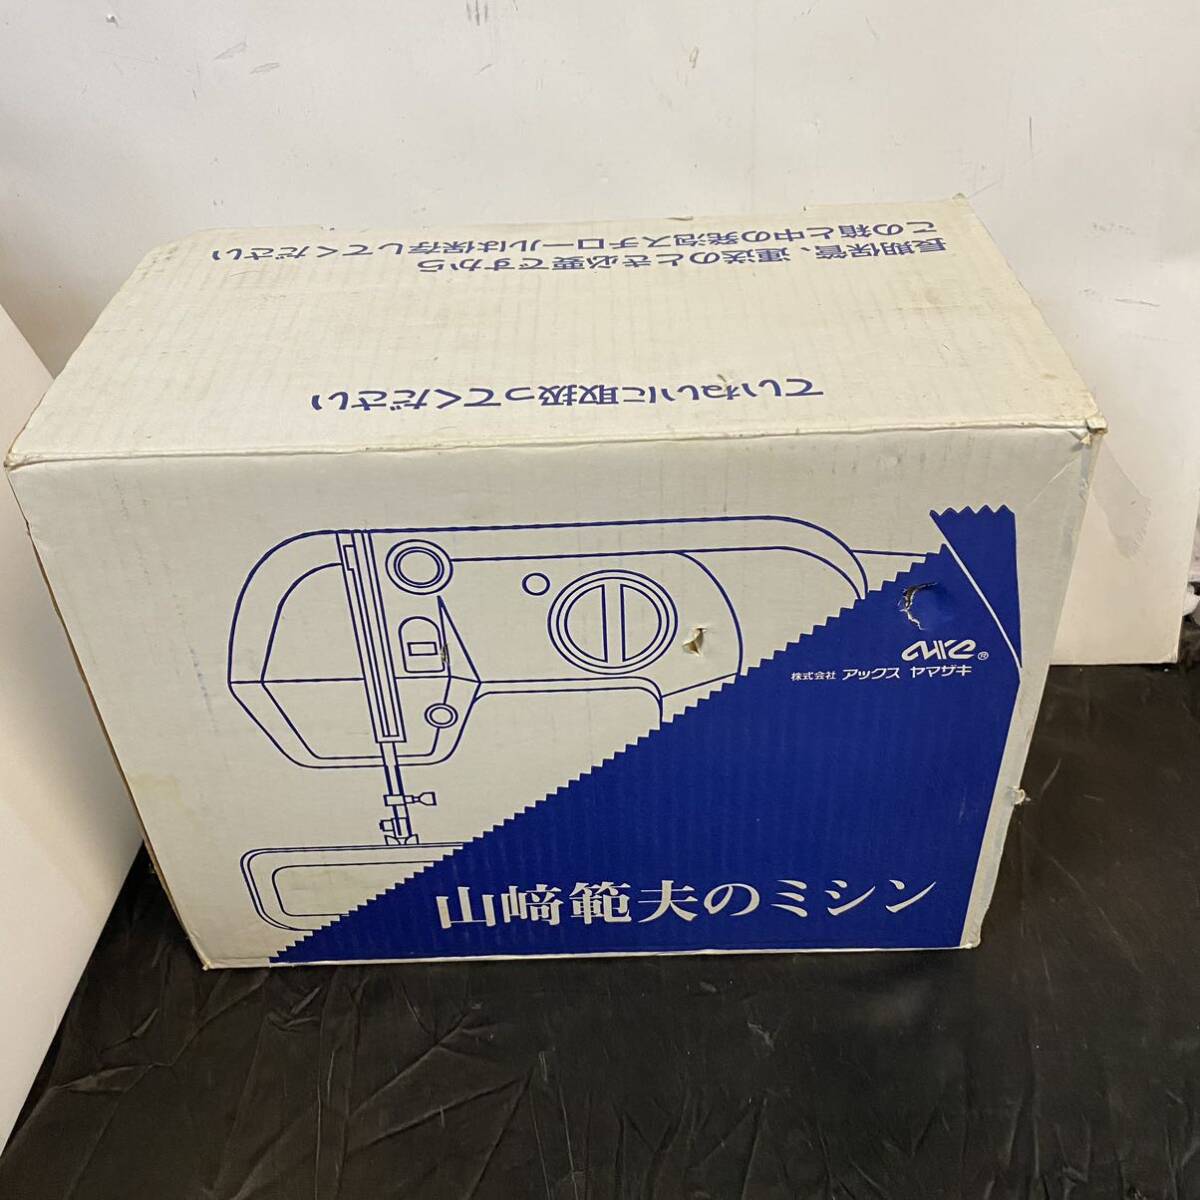 長期保管、運送のとき必要ですから
この箱と中の発泡スチロールは保存してください
ていねいに取扱ってください
株式会社 アックス ヤマザキ
山﨑範夫のミシン